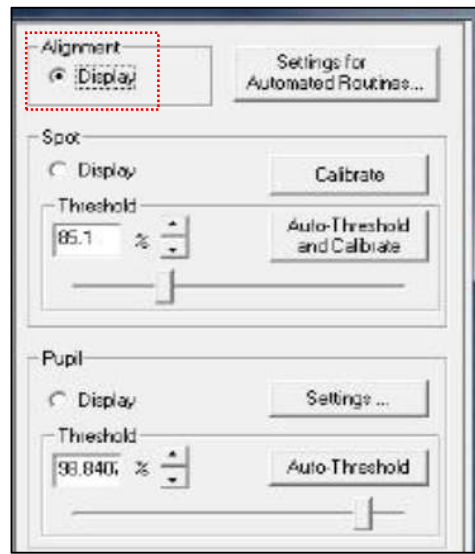 Alignment
Display
Settings for
Automated Routines...
Spot
Display
Calibrate
Threshold
85.1 %
Auto-Threshold
and Calibrate
Pupil
Display
Settings ...
Threshold
98.840 %
Auto-Threshold